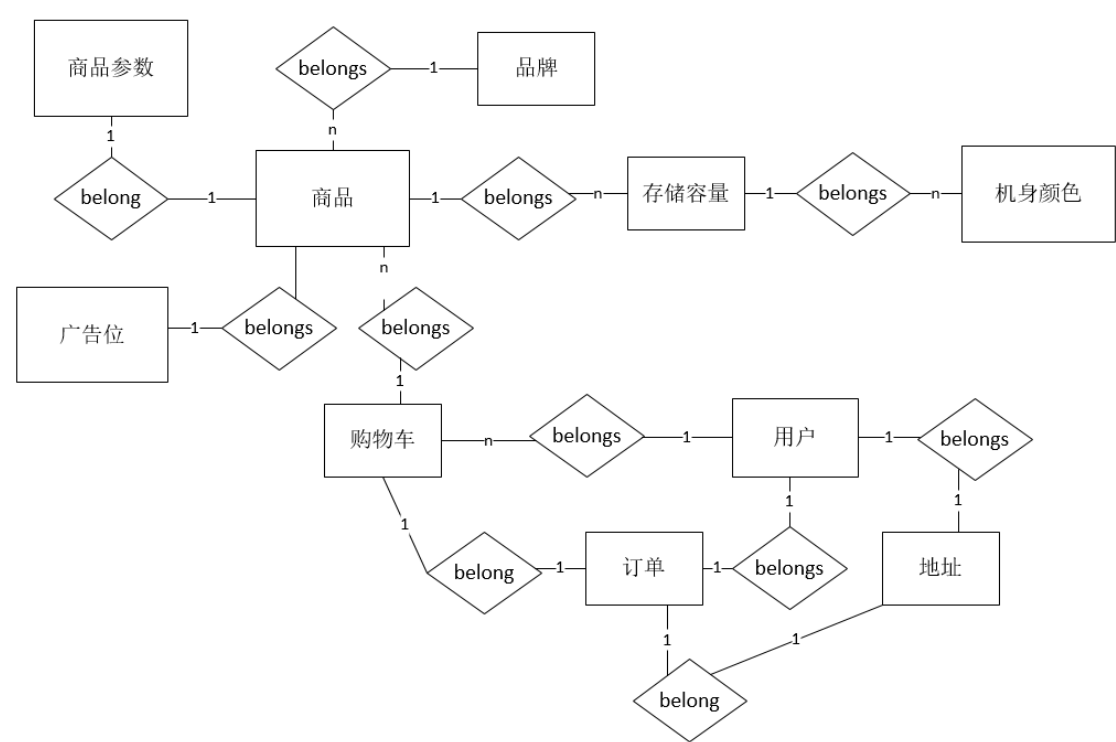 商品参数
belongs
1
品牌
1
n
belong
1
商品
1
belongs
n
存储容量
1
belongs
n
机身颜色
n
广告位
1
belongs
belongs
1
购物车
n
belongs
1
用户
1
belongs
1
1
1
belong
1
订单
1
belongs
地址
1
1
belong